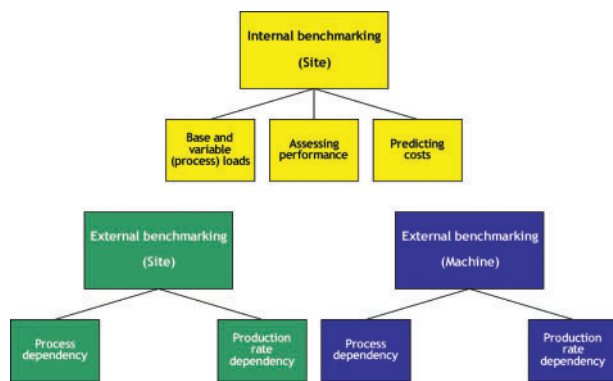 Internal benchmarking
(Site)
Base and
variable
(process) loads
Assessing
performance
Predicting
costs
External benchmarking
(Site)
Process
dependency
Production
rate
dependency
External benchmarking
(Machine)
Process
dependency
Production
rate
dependency